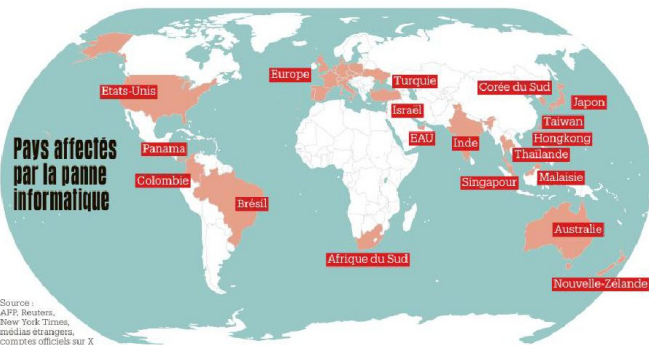 Etats-Unis
Europe
Turquie
Corée du Sud
Japon
Israël
Taiwan
EAU
Inde
Hongkong
Thaïlande
Pays affectés
par la panne
informatique
Panama
Colombie
Brésil
Singapour
Malaisie
Afrique du Sud
Australie
Nouvelle-Zélande
Source :
AFP, Reuters,
New York Times,
médias étrangers,
comptes officiels sur X